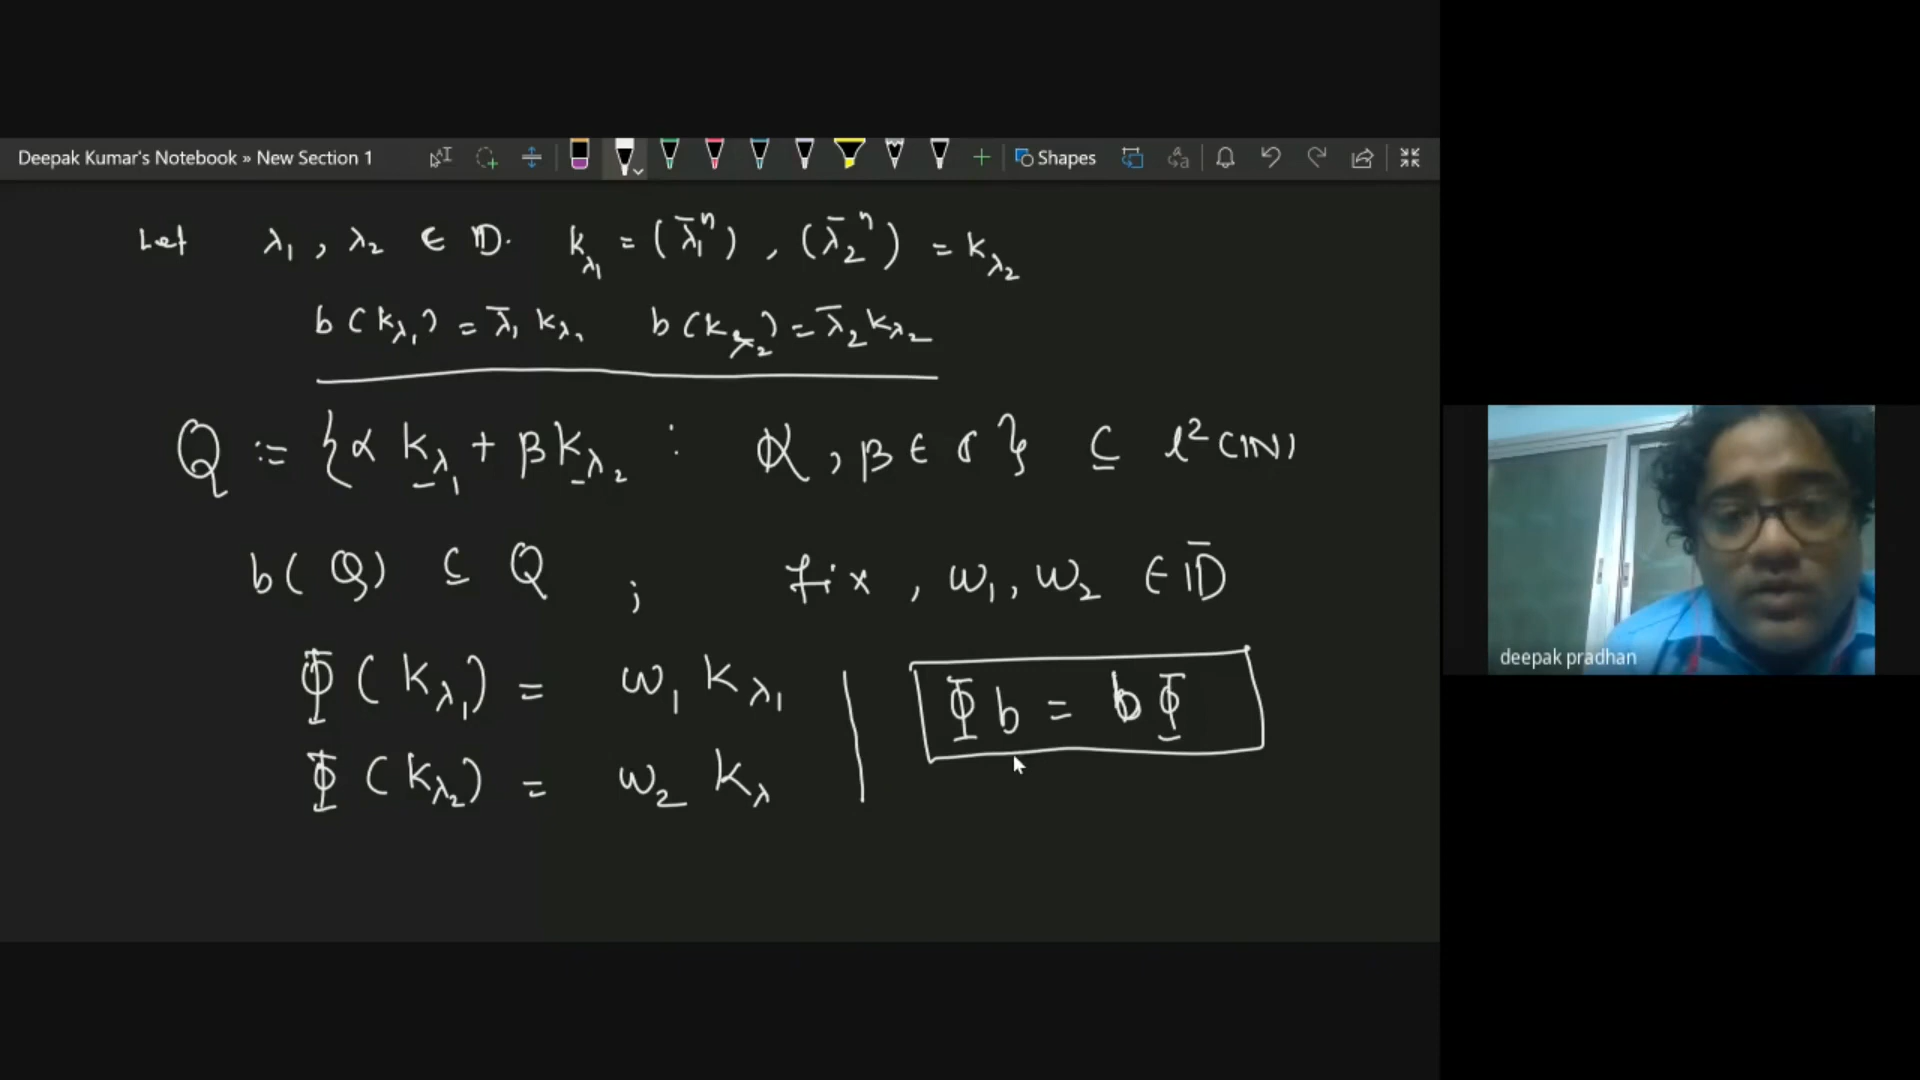 Deepak Kumar's Notebook » New Section 1
Shapes
Let λ₁, λ₂ ∈ 𝔻. k_λ₁ = (λ̄₁ⁿ), (λ̄₂ⁿ) = k_λ₂
b(k_λ₁) = λ̄₁ k_λ₁ b(k_λ₂) = λ̄₂ k_λ₂
Q := {α k_λ₁ + β k_λ₂ : α, β ∈ ℂ} ⊆ l²(ℕ)
b(Q) ⊆ Q ; fix, ω₁, ω₂ ∈ 𝔻̄
Φ(k_λ₁) = ω₁ k_λ₁
Φ b = b Φ
Φ(k_λ₂) = ω₂ k_λ
deepak pradhan